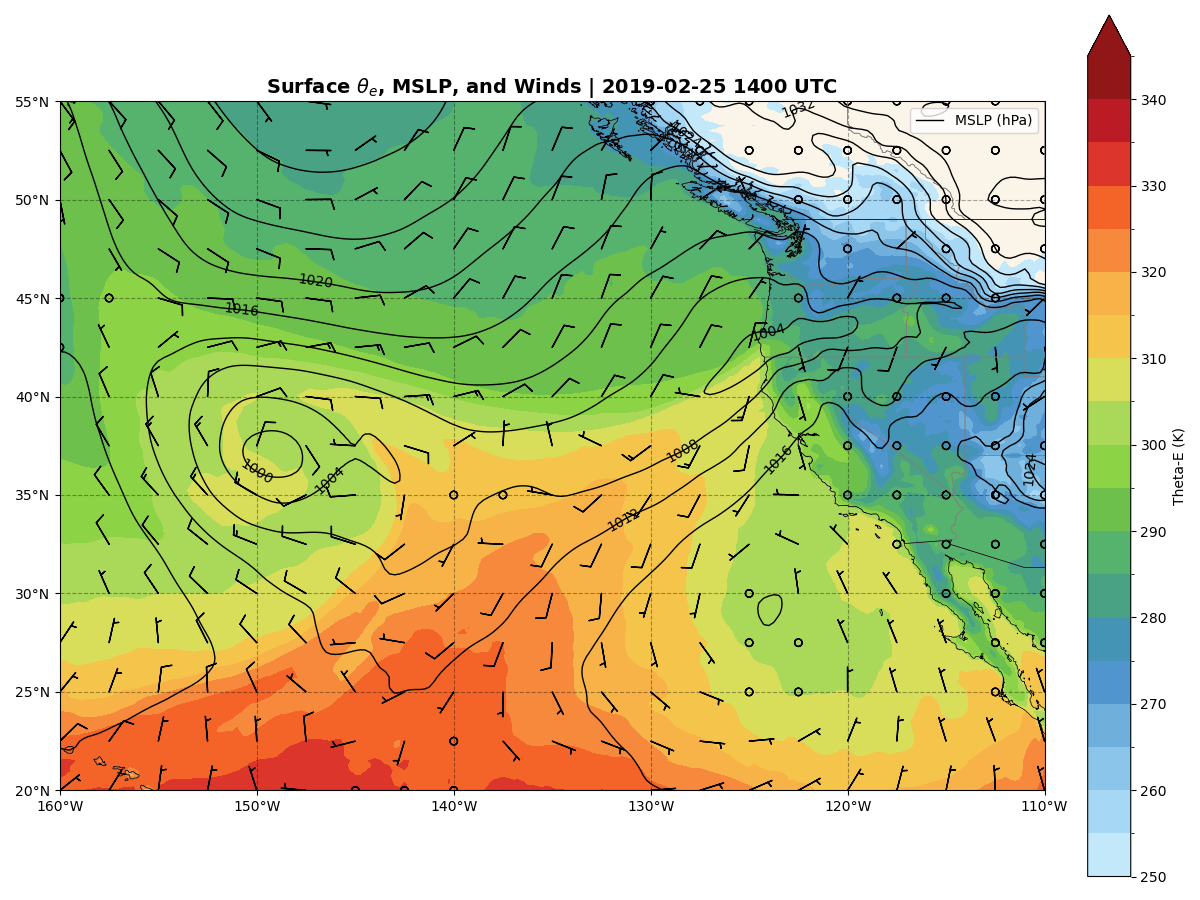 Surface θe, MSLP, and Winds | 2019-02-25 1400 UTC
MSLP (hPa)
55°N
50°N
45°N
40°N
35°N
30°N
25°N
20°N
160°W
150°W
140°W
130°W
120°W
110°W
1032
1020
1016
1004
1008
1016
1012
1000
1004
1024
1024
340
330
320
310
300
290
280
270
260
250
Theta-E (K)